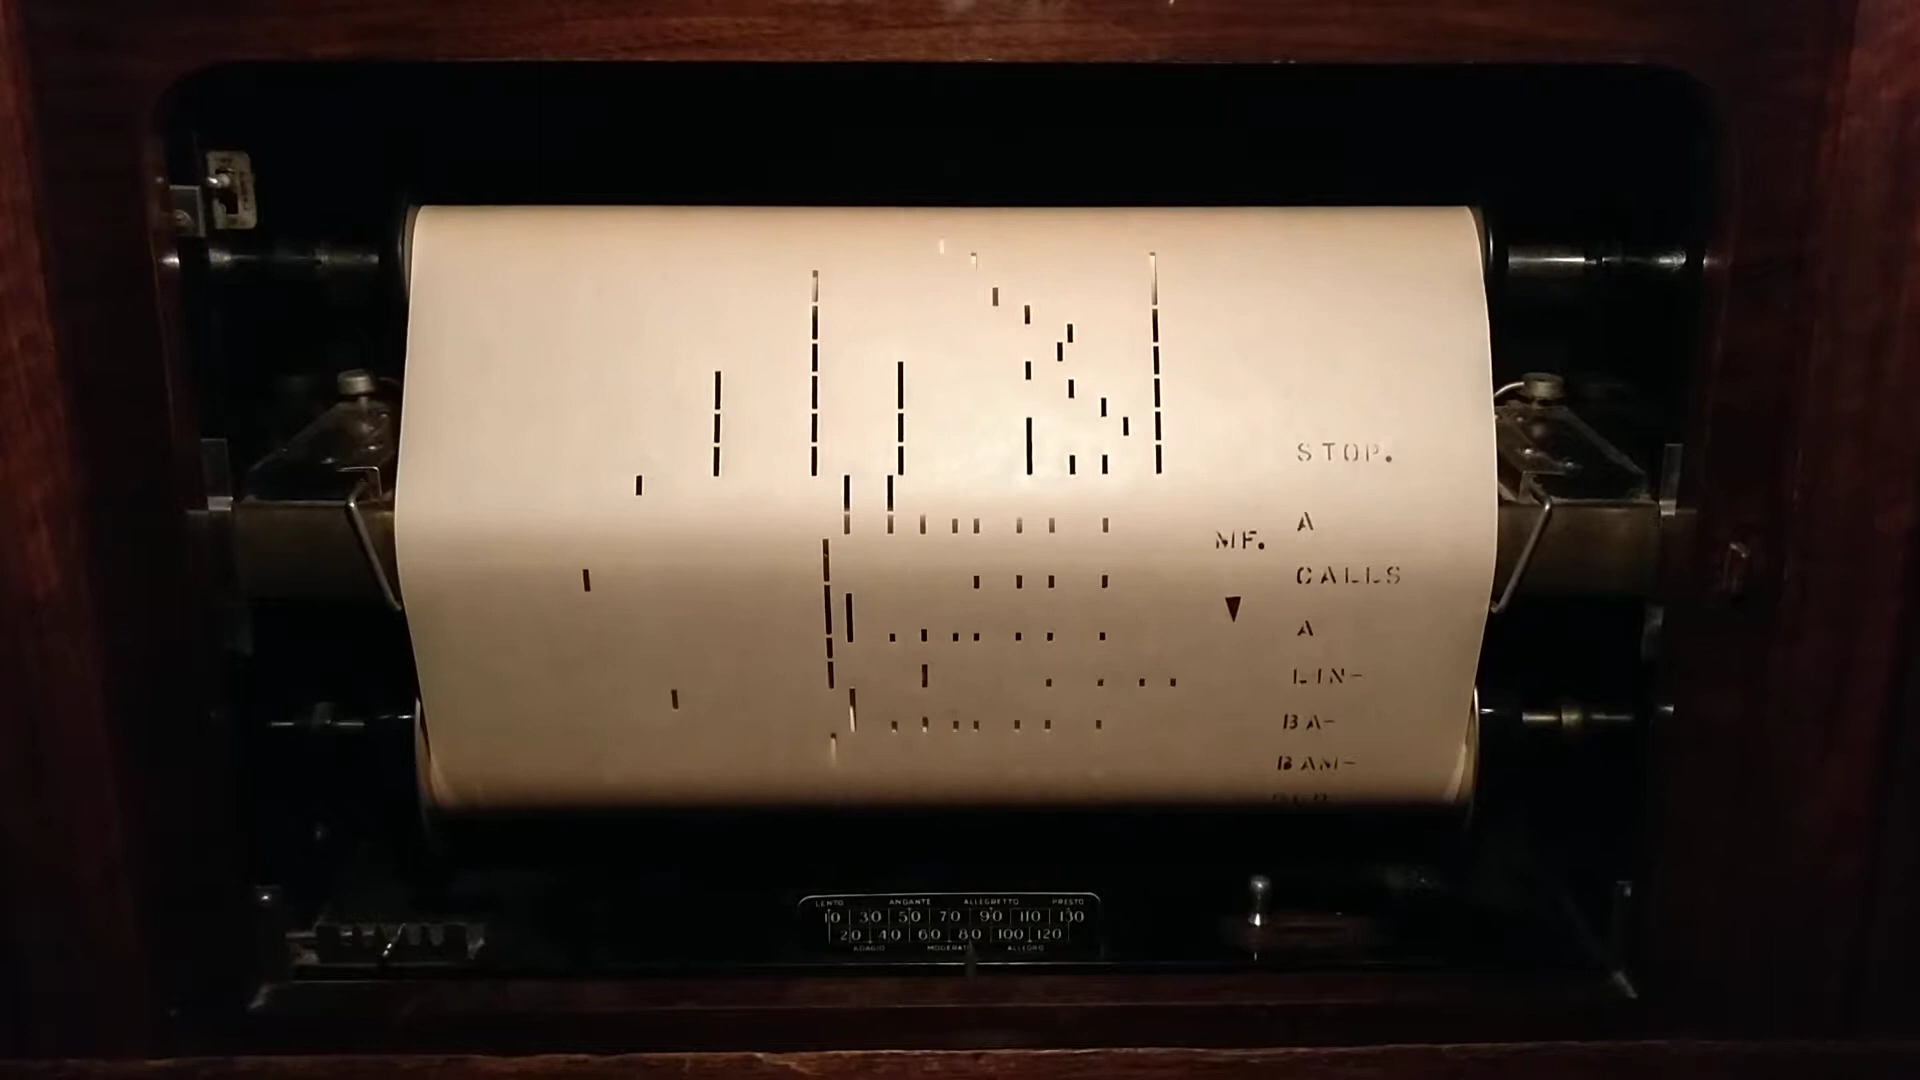 STOP.
A
MF.
CALLS
A
LIN-
BA-
BAM-
LENTO ANDANTE ALLEGRETTO PRESTO
10 30 50 70 90 110 130
20 40 60 80 100 120
ADAGIO MODERATO ALLEGRO